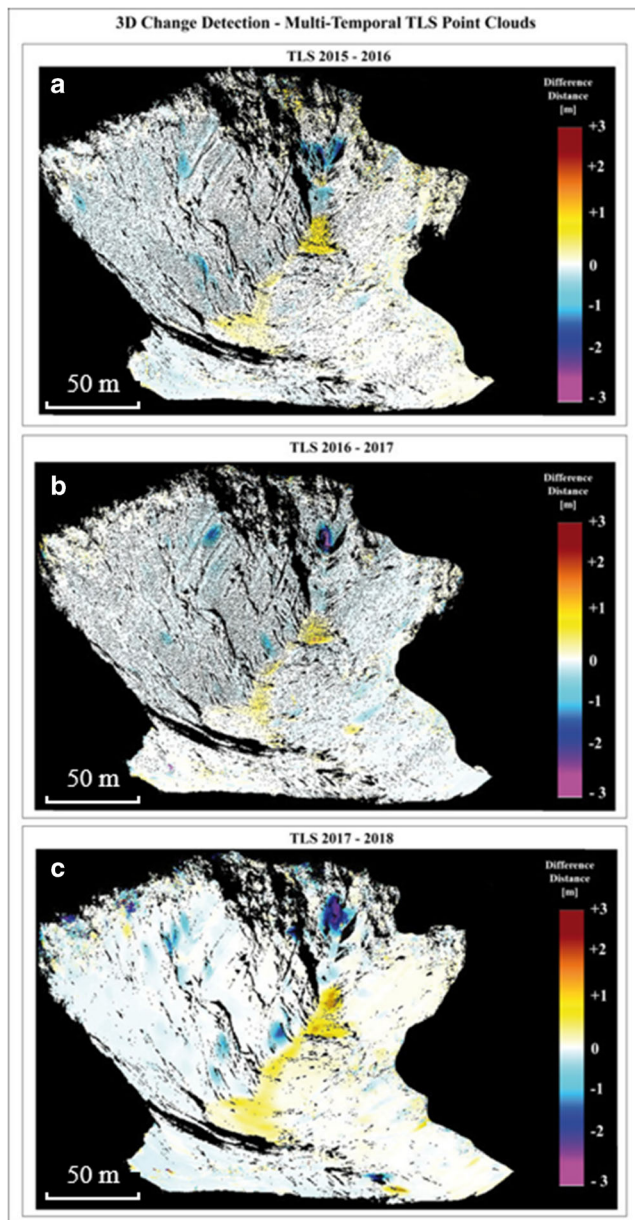 3D Change Detection - Multi-Temporal TLS Point Clouds
TLS 2015 - 2016
a
Difference
Distance
[m]
+3
+2
+1
0
-1
-2
-3
50 m
TLS 2016 - 2017
b
Difference
Distance
[m]
+3
+2
+1
0
-1
-2
-3
50 m
TLS 2017 - 2018
c
Difference
Distance
[m]
+3
+2
+1
0
-1
-2
-3
50 m